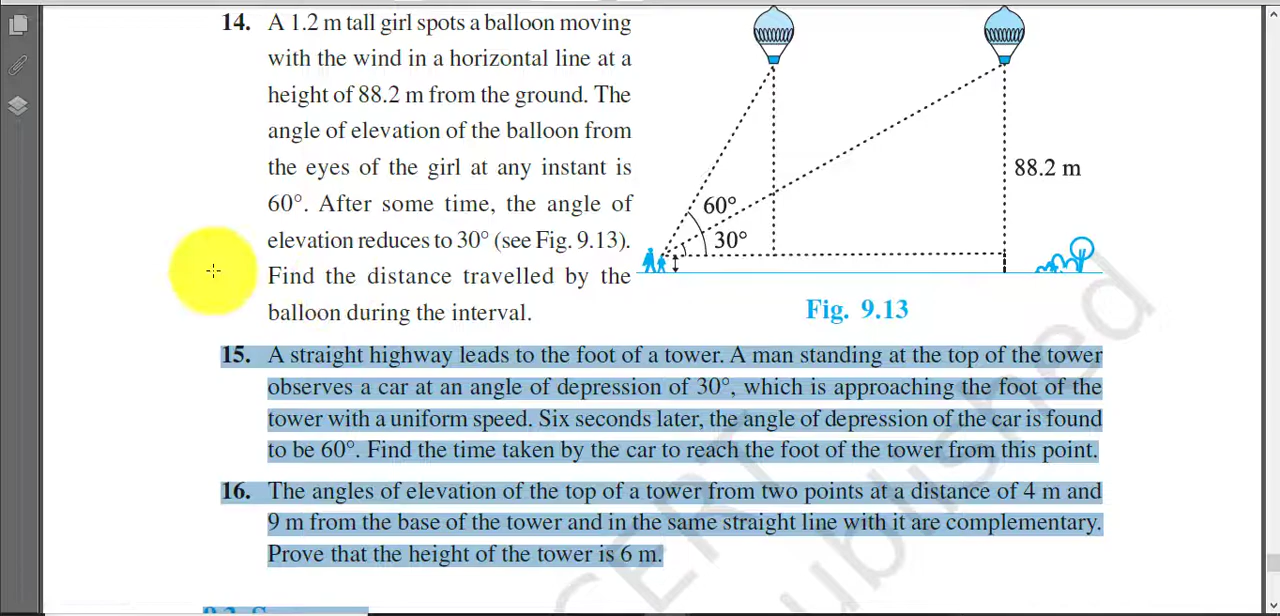 14. A 1.2 m tall girl spots a balloon moving
with the wind in a horizontal line at a
height of 88.2 m from the ground. The
angle of elevation of the balloon from
the eyes of the girl at any instant is
60°. After some time, the angle of
elevation reduces to 30° (see Fig. 9.13).
Find the distance travelled by the
balloon during the interval.
88.2 m
60°
30°
Fig. 9.13
15. A straight highway leads to the foot of a tower. A man standing at the top of the tower
observes a car at an angle of depression of 30°, which is approaching the foot of the
tower with a uniform speed. Six seconds later, the angle of depression of the car is found
to be 60°. Find the time taken by the car to reach the foot of the tower from this point.
16. The angles of elevation of the top of a tower from two points at a distance of 4 m and
9 m from the base of the tower and in the same straight line with it are complementary.
Prove that the height of the tower is 6 m.